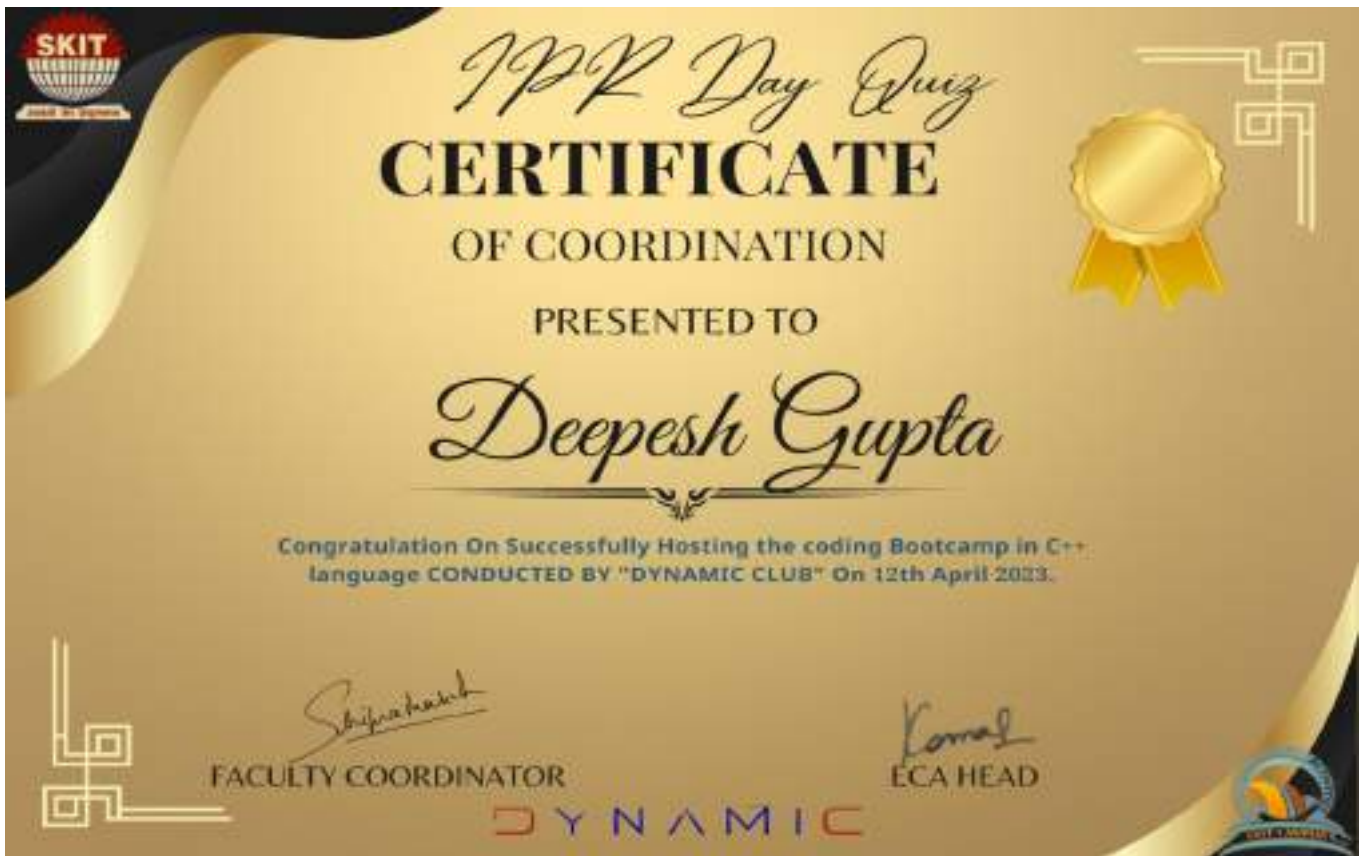 SKIT
IPR Day Quiz
CERTIFICATE
OF COORDINATION
PRESENTED TO
Deepesh Gupta
Congratulation On Successfully Hosting the coding Bootcamp in C++
language CONDUCTED BY "DYNAMIC CLUB" On 12th April 2023.
Komal
FACULTY COORDINATOR
ECA HEAD
DYNAMIC